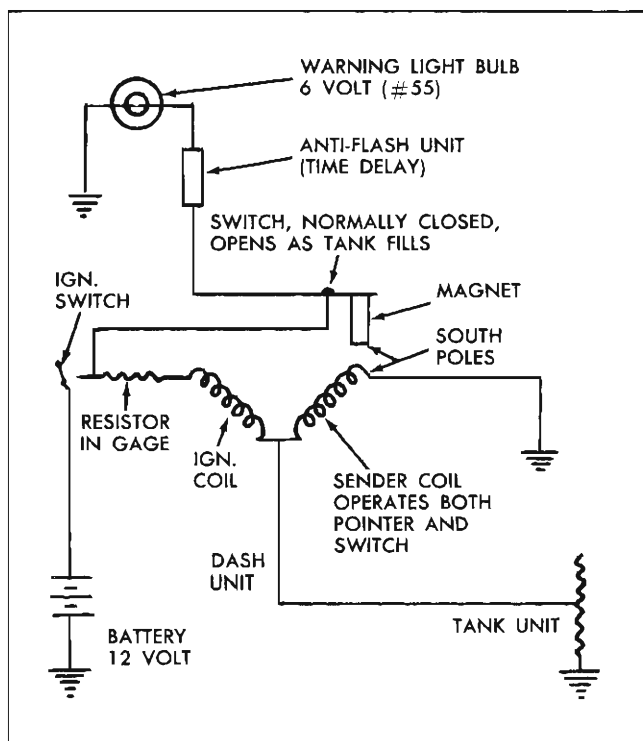 WARNING LIGHT BULB
6 VOLT (#55)
ANTI-FLASH UNIT
(TIME DELAY)
SWITCH, NORMALLY CLOSED,
OPENS AS TANK FILLS
IGN.
SWITCH
MAGNET
SOUTH
POLES
RESISTOR
IN GAGE
IGN.
COIL
SENDER COIL
OPERATES BOTH
POINTER AND
SWITCH
DASH
UNIT
TANK UNIT
BATTERY
12 VOLT